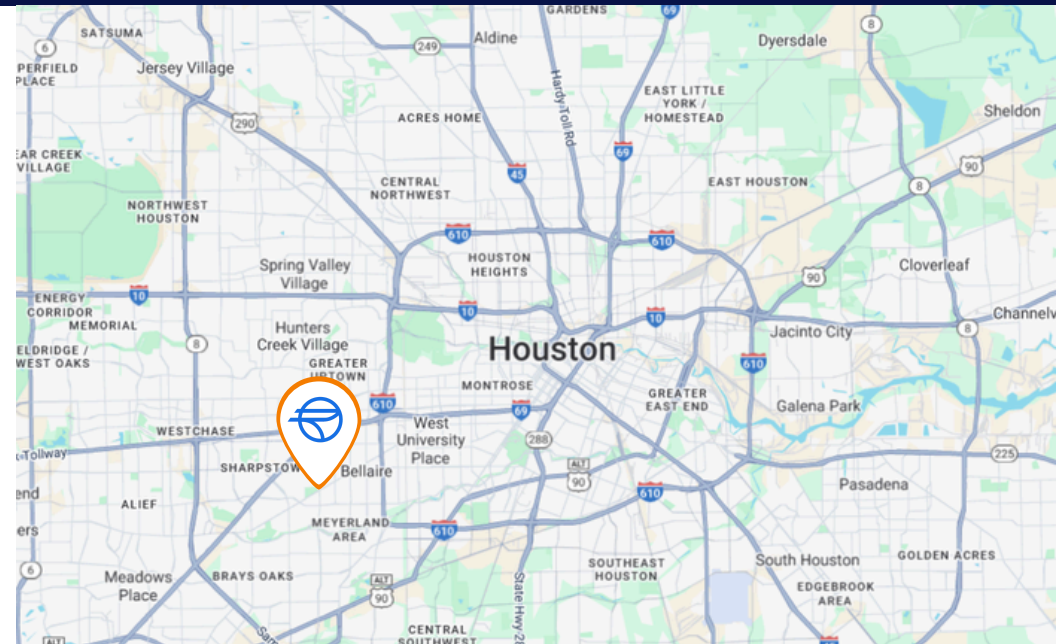 GARDENS
69
8
SATSUMA
Aldine
Dyersdale
6
249
PERFIELD
PLACE
Jersey Village
Hardy Toll Rd
EAST LITTLE
YORK /
HOMESTEAD
Sheldon
290
ACRES HOME
69
EAR CREEK
VILLAGE
45
90
CENTRAL
NORTHWEST
EAST HOUSTON
8
NORTHWEST
HOUSTON
610
610
HOUSTON
HEIGHTS
Spring Valley
Village
Cloverleaf
90
ENERGY
CORRIDOR
10
10
10
MEMORIAL
Channelv
Hunters
Creek Village
8
Jacinto City
8
Houston
ELDRIDGE /
WEST OAKS
GREATER
UPTOWN
610
MONTROSE
GREATER
EAST END
610
69
Galena Park
WESTCHASE
West
University
Place
288
Tollway
225
SHARPSTOW
Bellaire
ALT
90
end
Pasadena
ALIEF
610
MEYERLAND
AREA
610
ers
SOUTHEAST
HOUSTON
South Houston
GOLDEN ACRES
6
Meadows
Place
BRAYS OAKS
ALT
90
State Hwy 2
EDGEBROOK
AREA
CENTRAL
SOUTHWEST
Sam
ALT